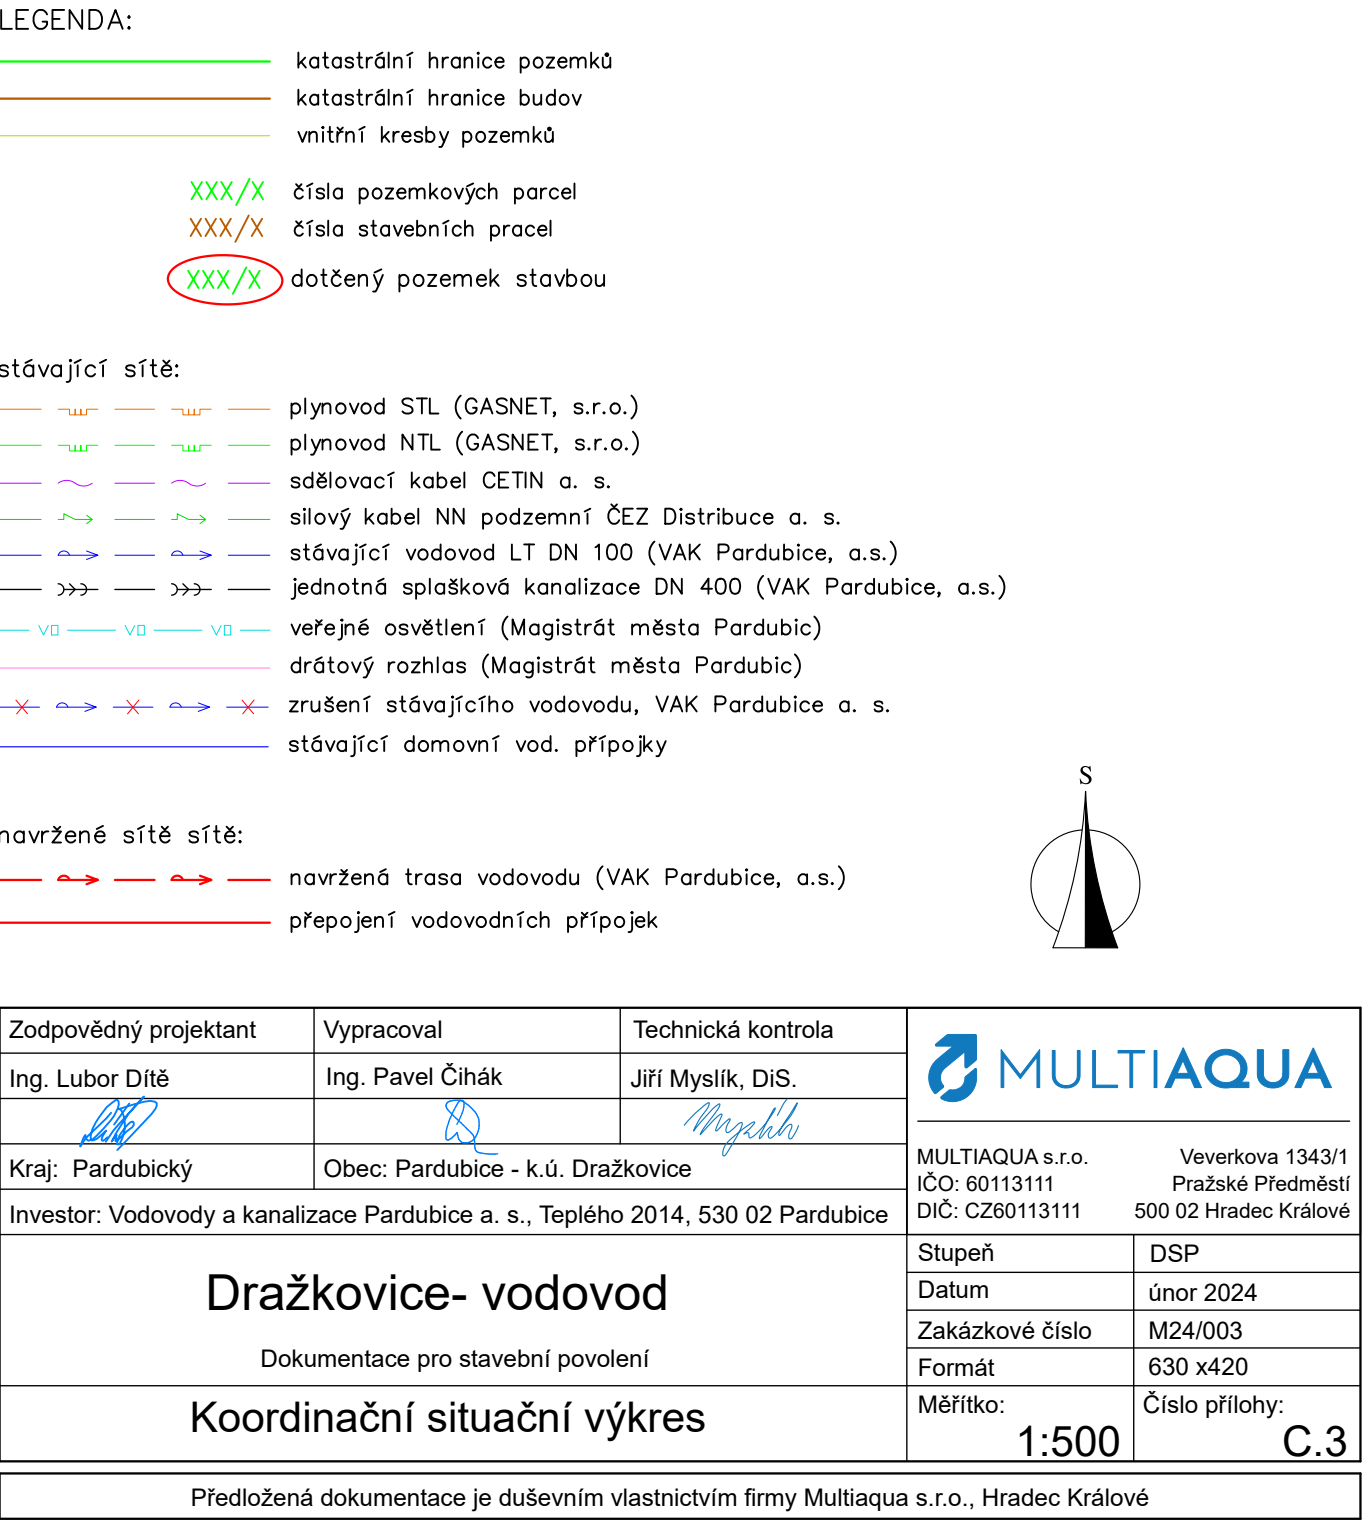 LEGENDA:
katastrální hranice pozemků
katastrální hranice budov
vnitřní kresby pozemků
XXX/X čísla pozemkových parcel
XXX/X čísla stavebních pracel
XXX/X dotčený pozemek stavbou
stávající sítě:
plynovod STL (GASNET, s.r.o.)
plynovod NTL (GASNET, s.r.o.)
sdělovací kabel CETIN a. s.
silový kabel NN podzemní ČEZ Distribuce a. s.
stávající vodovod LT DN 100 (VAK Pardubice, a.s.)
jednotná splašková kanalizace DN 400 (VAK Pardubice, a.s.)
veřejné osvětlení (Magistrát města Pardubic)
drátový rozhlas (Magistrát města Pardubic)
zrušení stávajícího vodovodu, VAK Pardubice a. s.
stávající domovní vod. přípojky
S
navržené sítě sítě:
navržená trasa vodovodu (VAK Pardubice, a.s.)
přepojení vodovodních přípojek
Zodpovědný projektant Vypracoval Technická kontrola
Ing. Lubor Dítě Ing. Pavel Čihák Jiří Myslík, DiS.
Kraj: Pardubický Obec: Pardubice - k.ú. Dražkovice
Investor: Vodovody a kanalizace Pardubice a. s., Teplého 2014, 530 02 Pardubice
MULTIAQUA
MULTIAQUA s.r.o. Veverkova 1343/1
IČO: 60113111 Pražské Předměstí
DIČ: CZ60113111 500 02 Hradec Králové
Dražkovice- vodovod
Dokumentace pro stavební povolení
Koordinační situační výkres
Stupeň DSP
Datum únor 2024
Zakázkové číslo M24/003
Formát 630 x420
Měřítko: Číslo přílohy:
1:500 C.3
Předložená dokumentace je duševním vlastnictvím firmy Multiaqua s.r.o., Hradec Králové